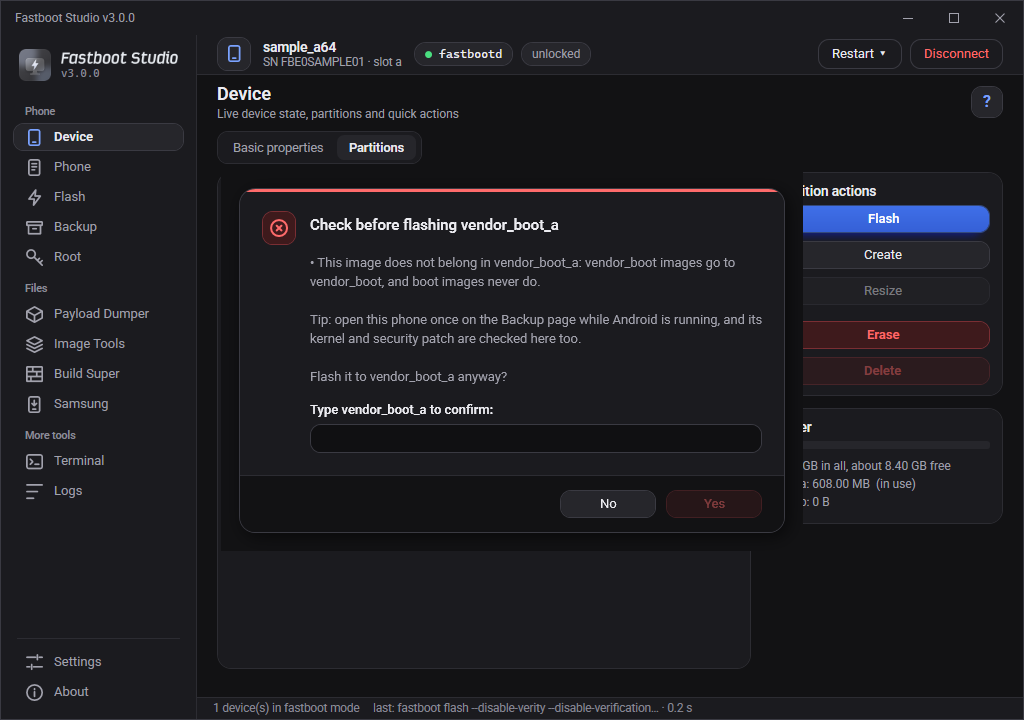 Fastboot Studio v3.0.0
Fastboot Studio
v3.0.0
Phone
Device
Phone
Flash
Backup
Root
Files
Payload Dumper
Image Tools
Build Super
Samsung
More tools
Terminal
Logs
Settings
About
sample_a64
SN FBE0SAMPLE01 · slot a
fastbootd
unlocked
Restart ▾
Disconnect
Device
Live device state, partitions and quick actions
?
Basic properties
Partitions
Check before flashing vendor_boot_a
• This image does not belong in vendor_boot_a: vendor_boot images go to
vendor_boot, and boot images never do.
Tip: open this phone once on the Backup page while Android is running, and its
kernel and security patch are checked here too.
Flash it to vendor_boot_a anyway?
Type vendor_boot_a to confirm:
No
Yes
ition actions
Flash
Create
Resize
Erase
Delete
er
GB in all, about 8.40 GB free
a: 608.00 MB (in use)
: 0 B
1 device(s) in fastboot mode
last: fastboot flash --disable-verity --disable-verification… · 0.2 s